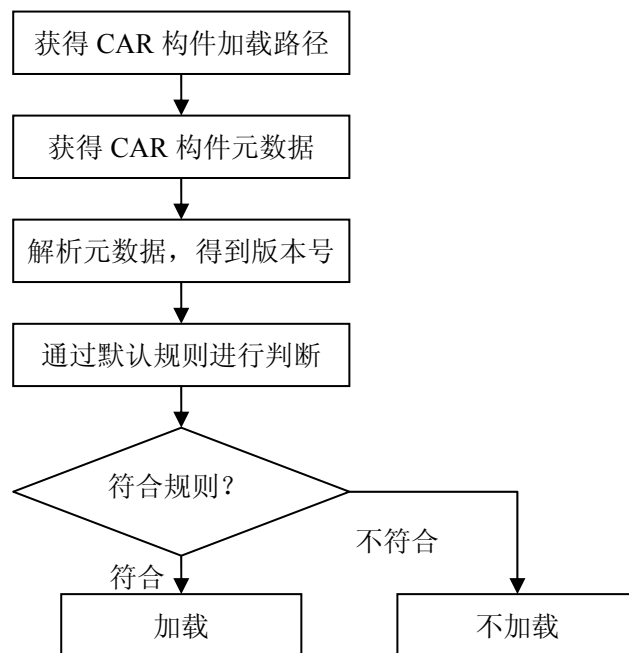 获得 CAR 构件加载路径
获得 CAR 构件元数据
解析元数据，得到版本号
通过默认规则进行判断
符合规则？
不符合
符合
加载
不加载